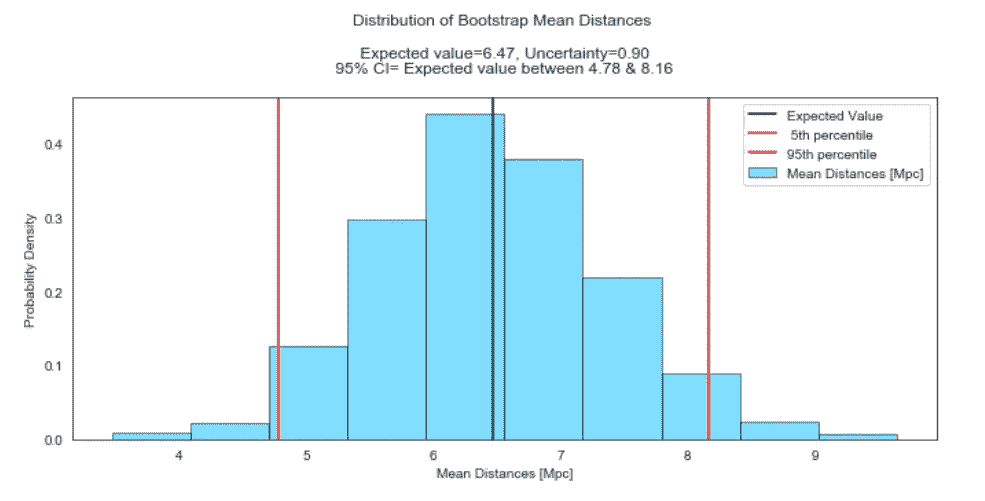 Distribution of Bootstrap Mean Distances
Expected value=6.47, Uncertainty=0.90
95% CI= Expected value between 4.78 & 8.16
Expected Value
5th percentile
95th percentile
Mean Distances [Mpc]
Probability Density
0.4
0.3
0.2
0.1
0.0
4 5 6 7 8 9
Mean Distances [Mpc]